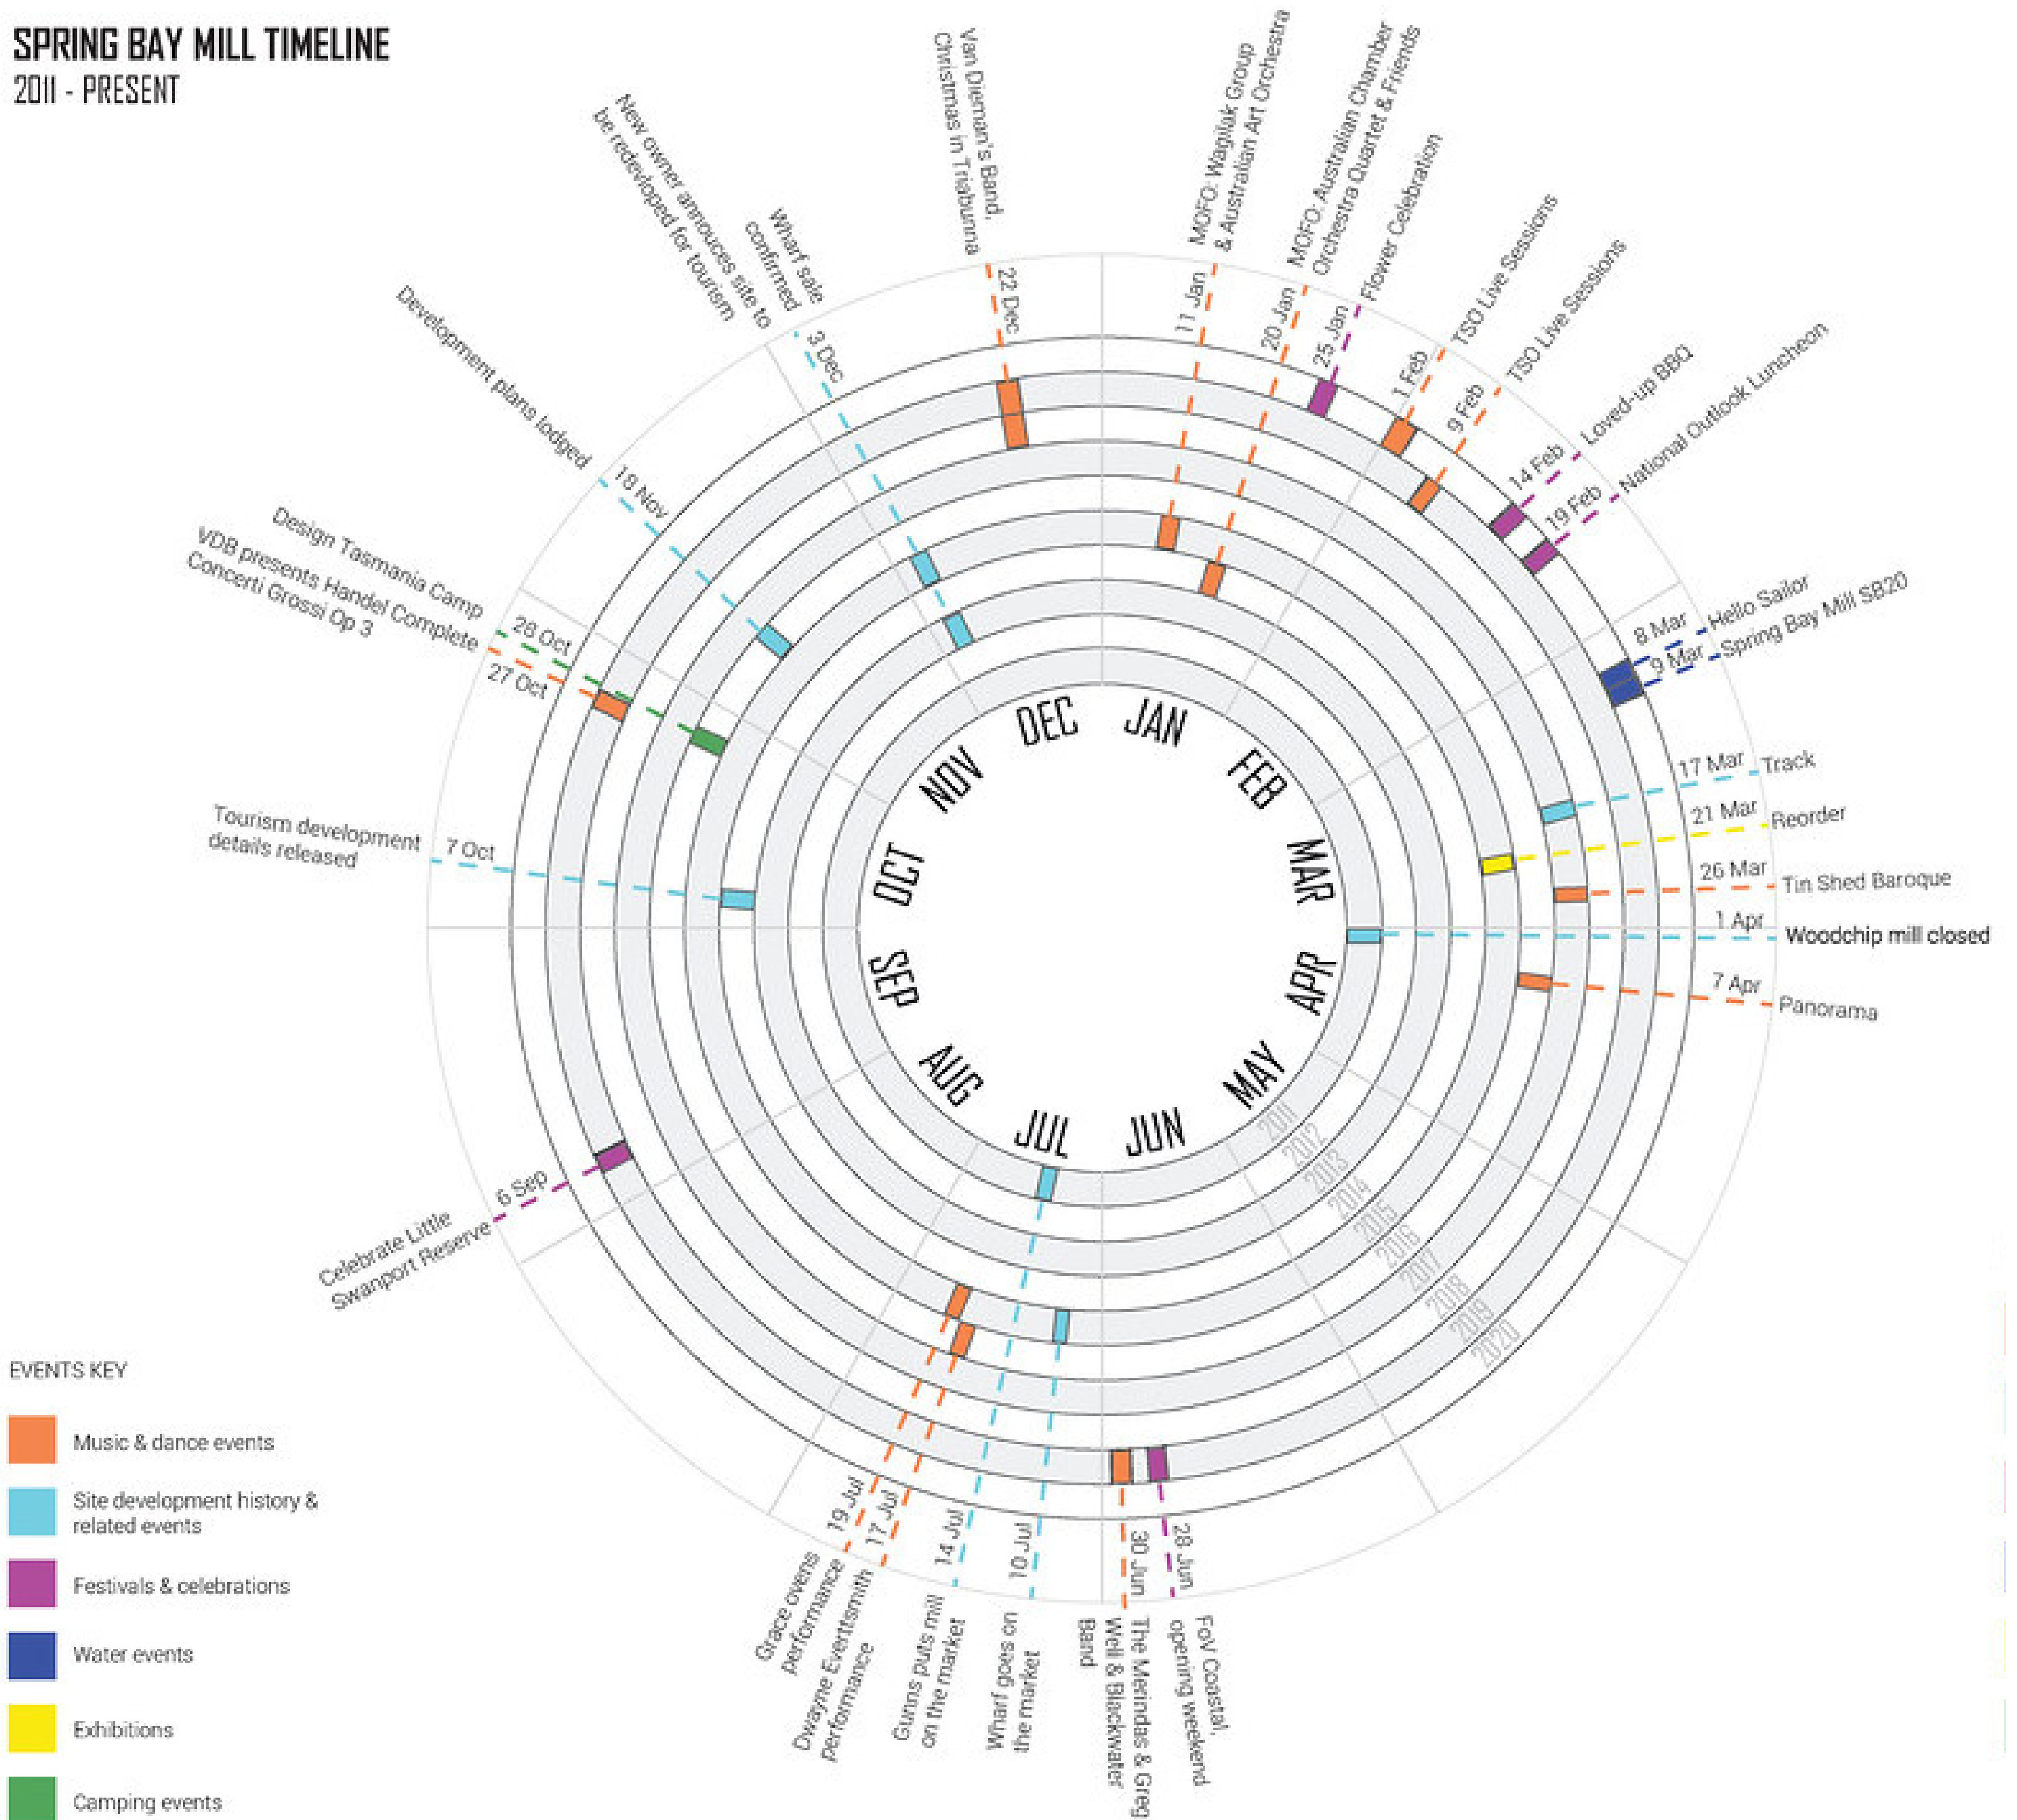 SPRING BAY MILL TIMELINE
2011 - PRESENT
Van Dieman's Band,
Christmas in Triabunna
22 Dec
MOFO: Wagilak Group
& Australian Art Orchestra
11 Jan
MOFO: Australian Chamber
Orchestra Quartet & Friends
20 Jan
Flower Celebration
25 Jan
TSO Live Sessions
1 Feb
TSO Live Sessions
9 Feb
Loved-up BBQ
14 Feb
National Outlook Luncheon
19 Feb
Hello Sailor
8 Mar
Spring Bay Mill SB20
9 Mar
Track
17 Mar
Reorder
21 Mar
Tin Shed Baroque
26 Mar
Woodchip mill closed
1 Apr
Panorama
7 Apr
28 Jun
FoV Coastal,
opening weekend
30 Jun
The Merindas & Greg
Well & Blackwater
Band
10 Jul
Wharf goes on
the market
14 Jul
Gunns puts mill
on the market
17 Jul
Dwayne Evertsmith
performance
19 Jul
Grace ovens
performance
6 Sep
Celebrate Little
Swanport Reserve
7 Oct
Tourism development
details released
27 Oct
VDB presents Handel Complete
Concerti Grossi Op 3
28 Oct
Design Tasmania Camp
18 Nov
Development plans lodged
3 Dec
New owner annouces site to
be redevloped for tourism
Wharf sale
confirmed
JAN
FEB
MAR
APR
MAY
JUN
JUL
AUG
SEP
OCT
NOV
DEC
2011
2012
2013
2014
2015
2016
2017
2018
2019
2020
EVENTS KEY
Music & dance events
Site development history &
related events
Festivals & celebrations
Water events
Exhibitions
Camping events